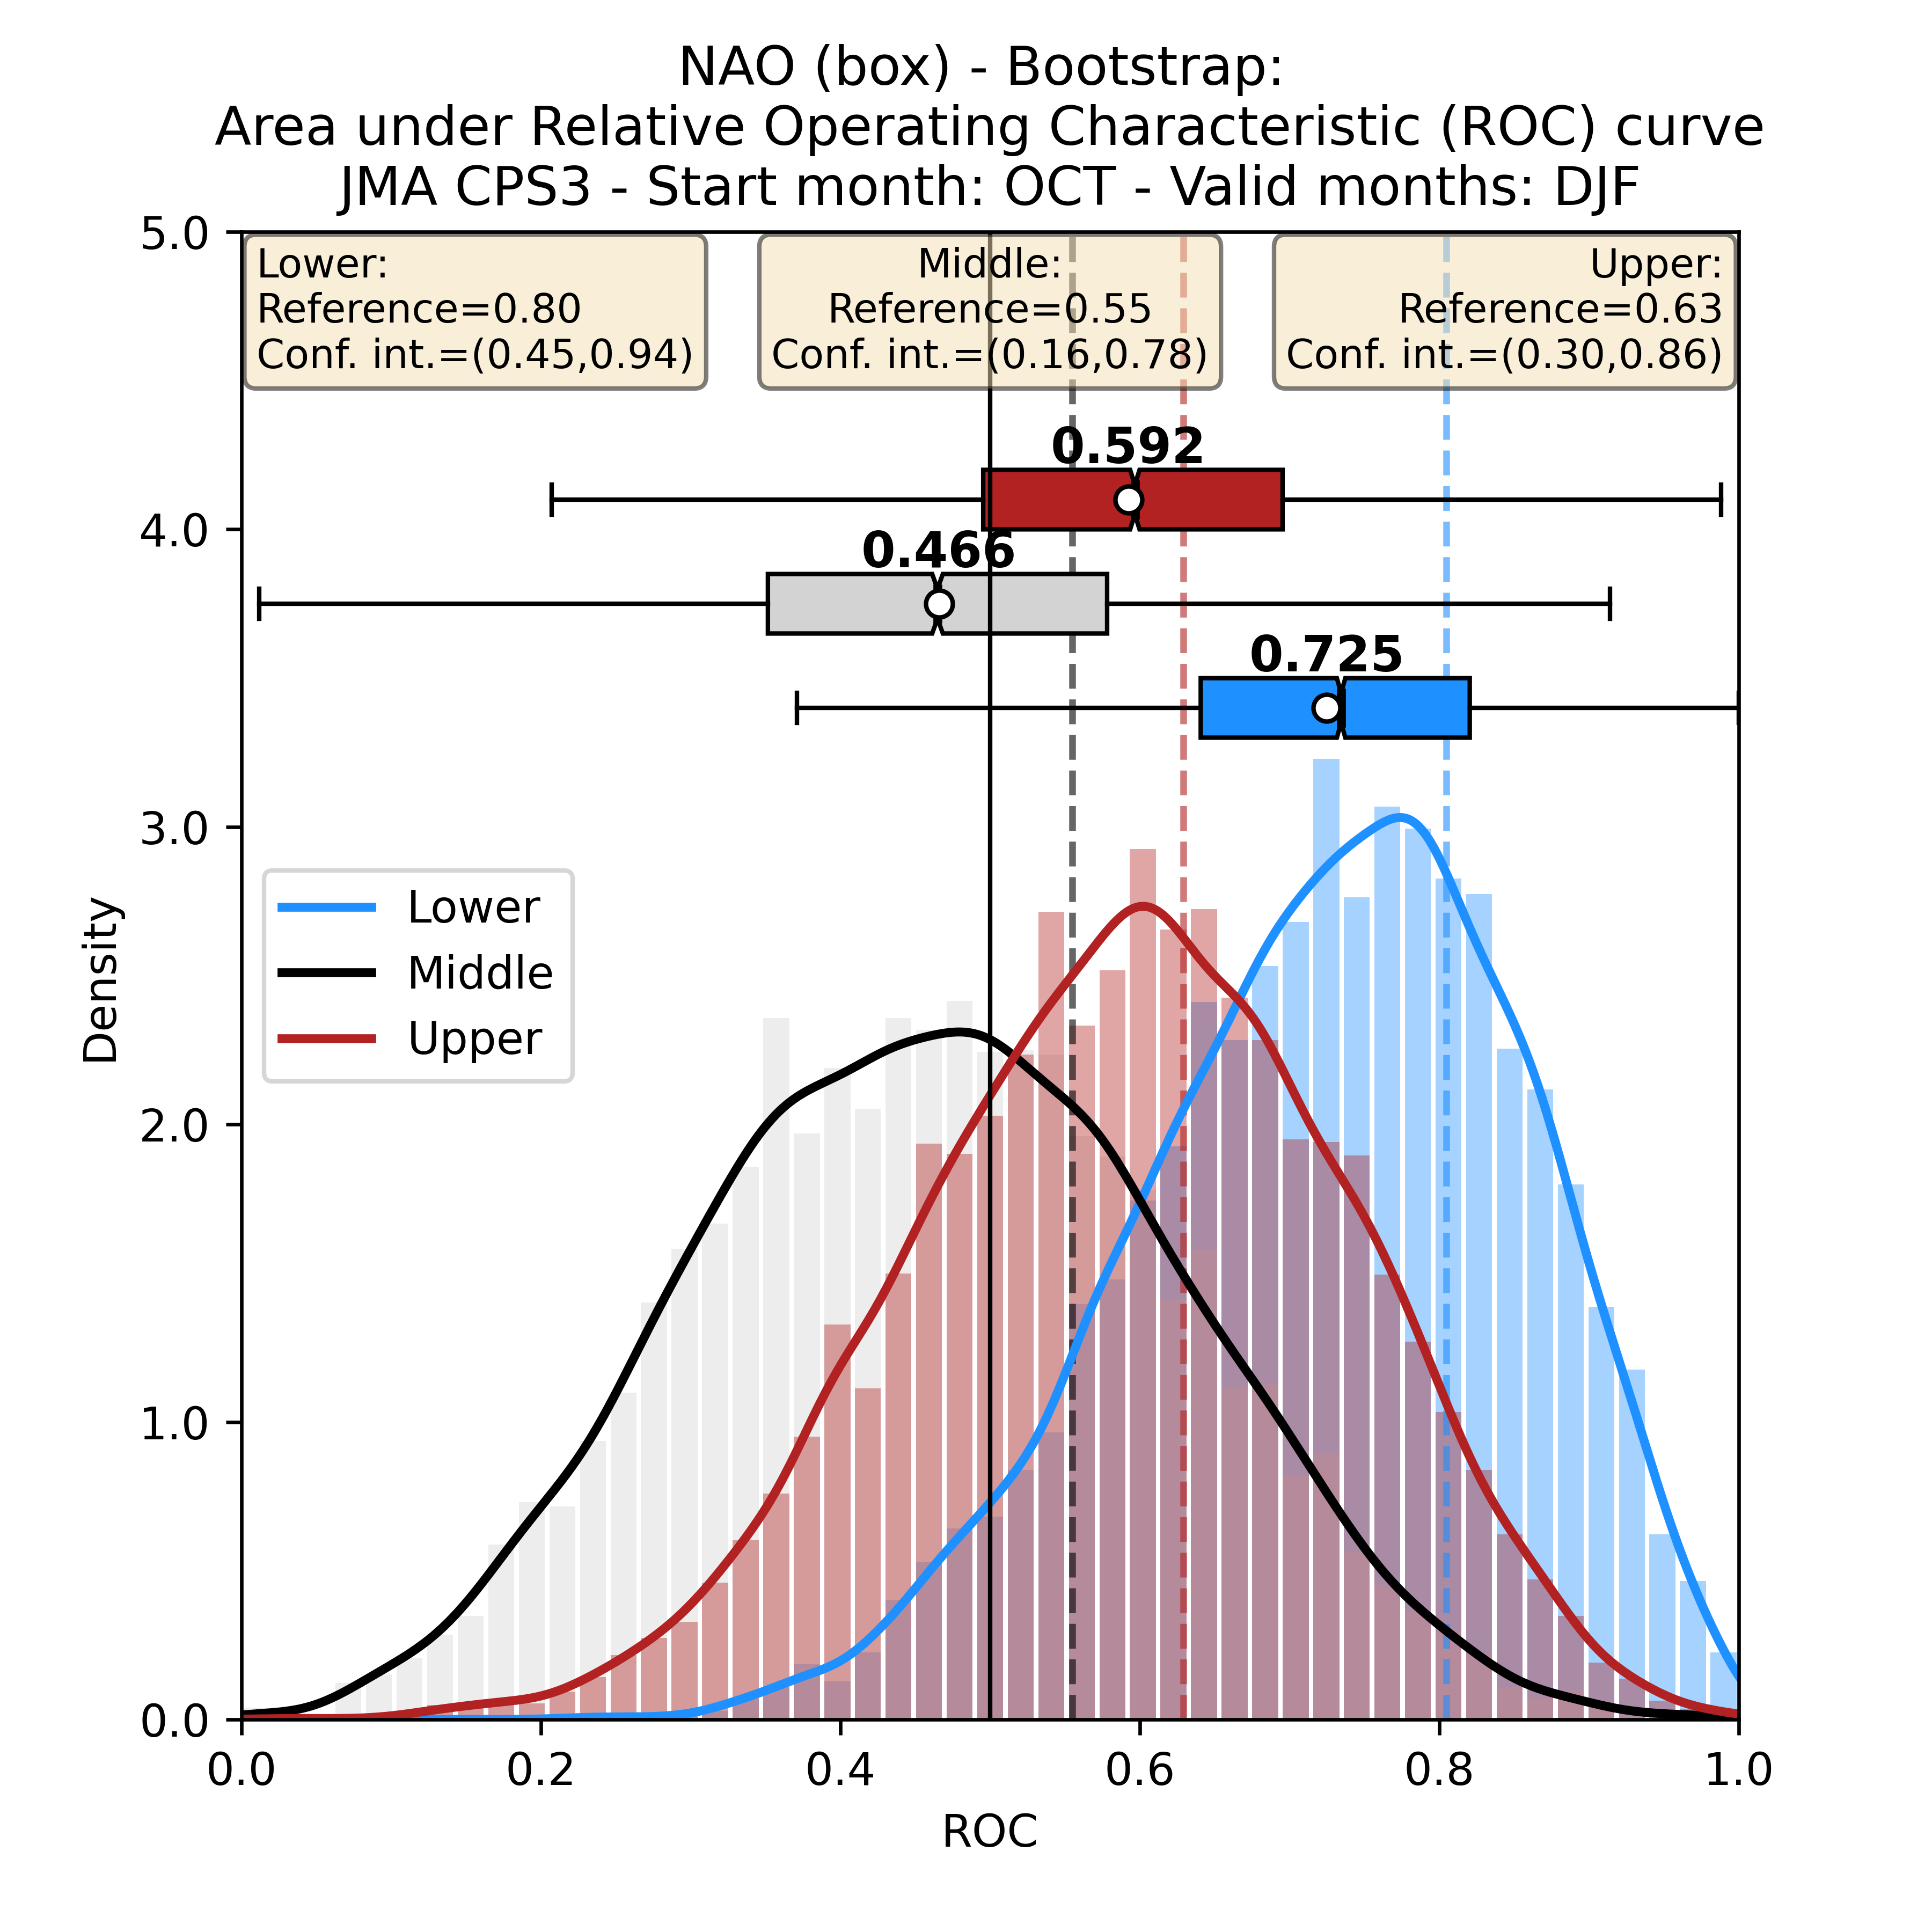 NAO (box) - Bootstrap:
Area under Relative Operating Characteristic (ROC) curve
JMA CPS3 - Start month: OCT - Valid months: DJF
Lower:
Reference=0.80
Conf. int.=(0.45,0.94)
Middle:
Reference=0.55
Conf. int.=(0.16,0.78)
Upper:
Reference=0.63
Conf. int.=(0.30,0.86)
0.592
0.466
0.725
Lower
Middle
Upper
Density
5.0
4.0
3.0
2.0
1.0
0.0
0.0 0.2 0.4 0.6 0.8 1.0
ROC